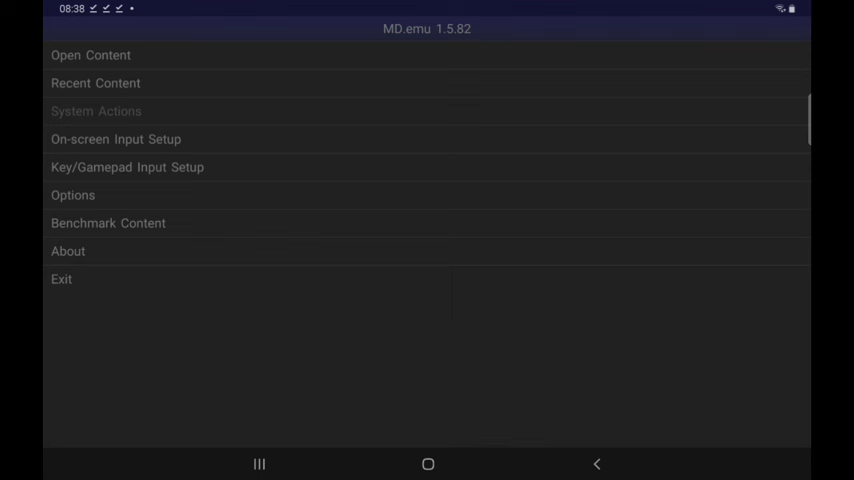 08:38
MD.emu 1.5.82
Open Content
Recent Content
System Actions
On-screen Input Setup
Key/Gamepad Input Setup
Options
Benchmark Content
About
Exit